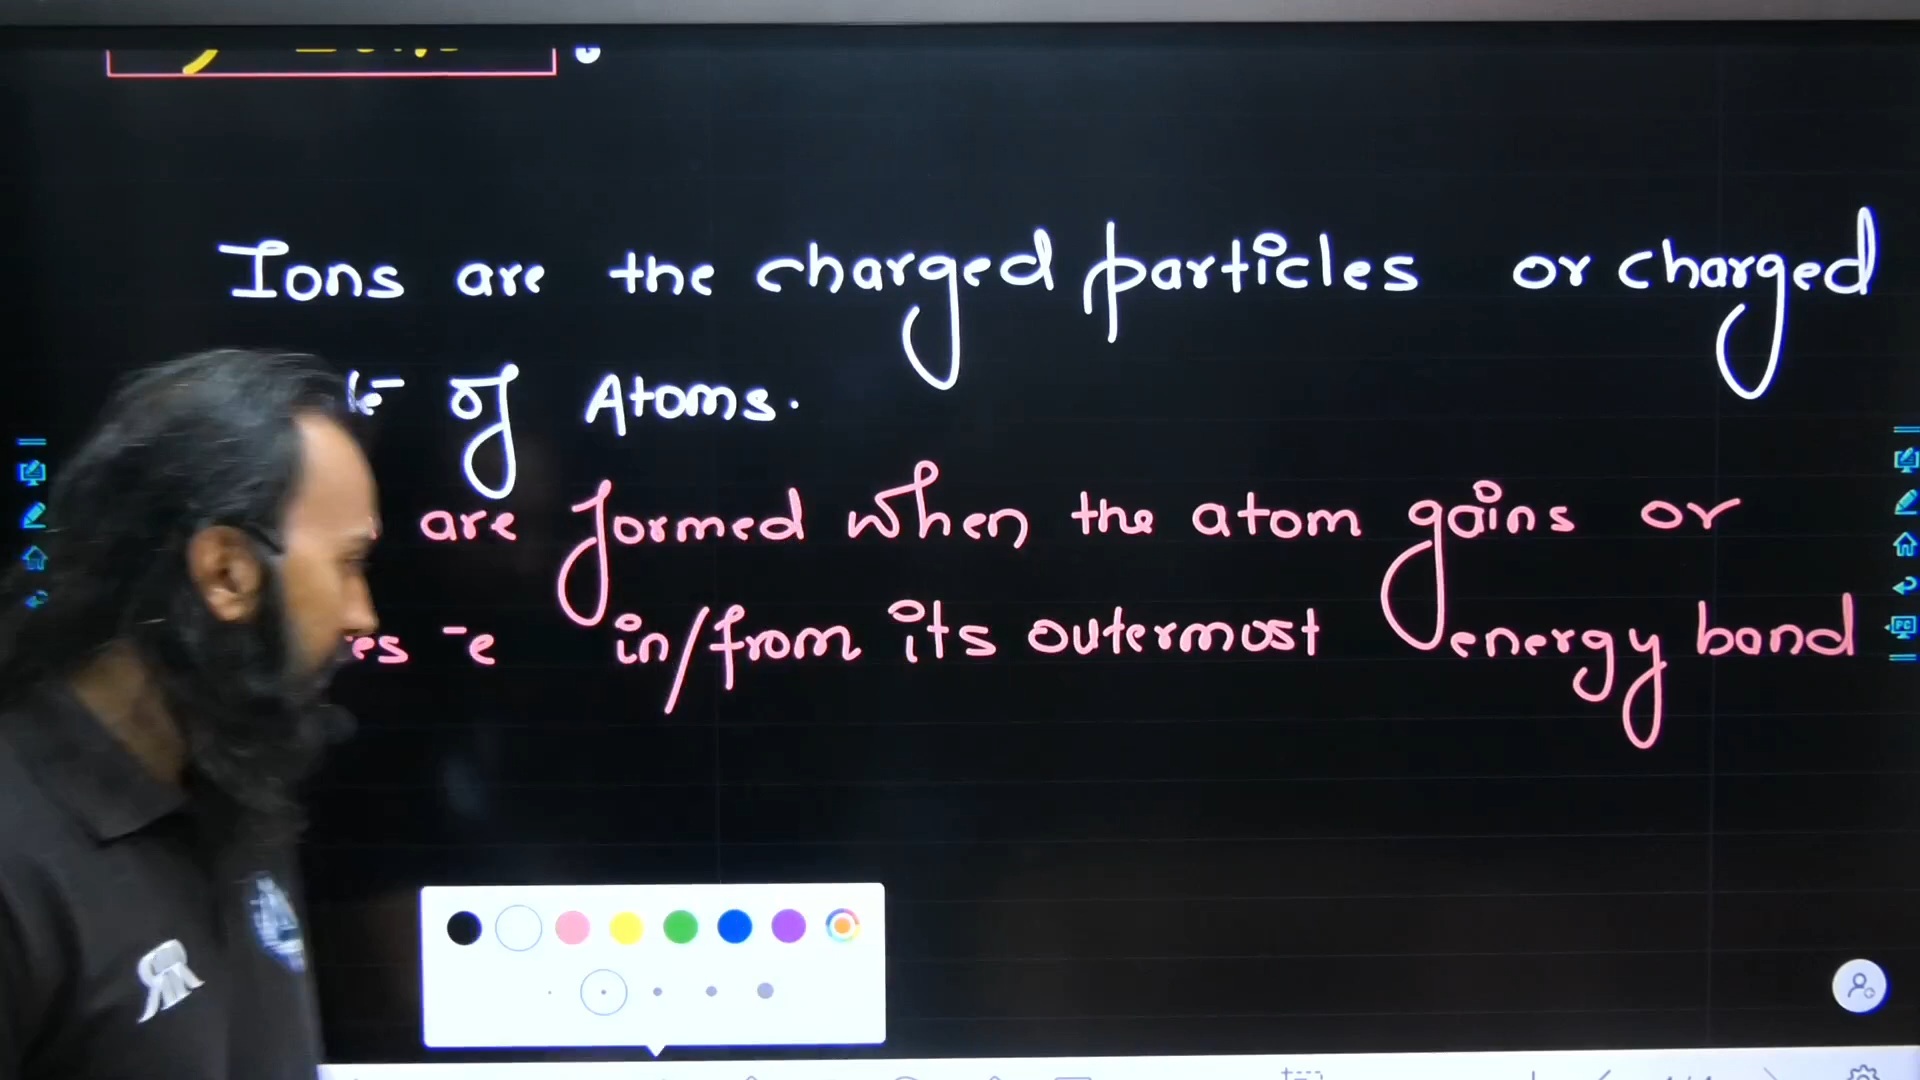 Ions are the charged particles or charged
of Atoms.
are formed when the atom gains or
-e in/from its outermost energy band